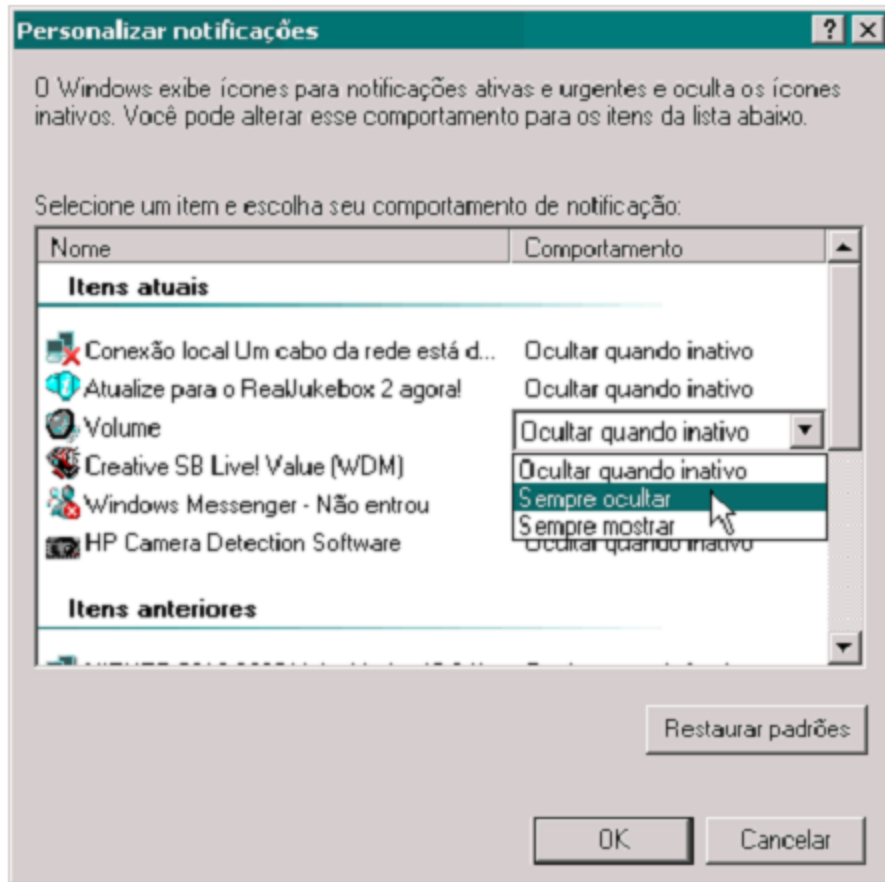 Personalizar notificações
O Windows exibe ícones para notificações ativas e urgentes e oculta os ícones
inativos. Você pode alterar esse comportamento para os itens da lista abaixo.
Selecione um item e escolha seu comportamento de notificação:
Nome Comportamento
Itens atuais
Conexão local Um cabo da rede está d... Ocultar quando inativo
Atualize para o RealJukebox 2 agora! Ocultar quando inativo
Volume Ocultar quando inativo
Creative SB Live! Value (WDM) Ocultar quando inativo
Windows Messenger - Não entrou Sempre ocultar
Sempre mostrar
HP Camera Detection Software Ocultar quando inativo
Itens anteriores
Restaurar padrões
OK Cancelar